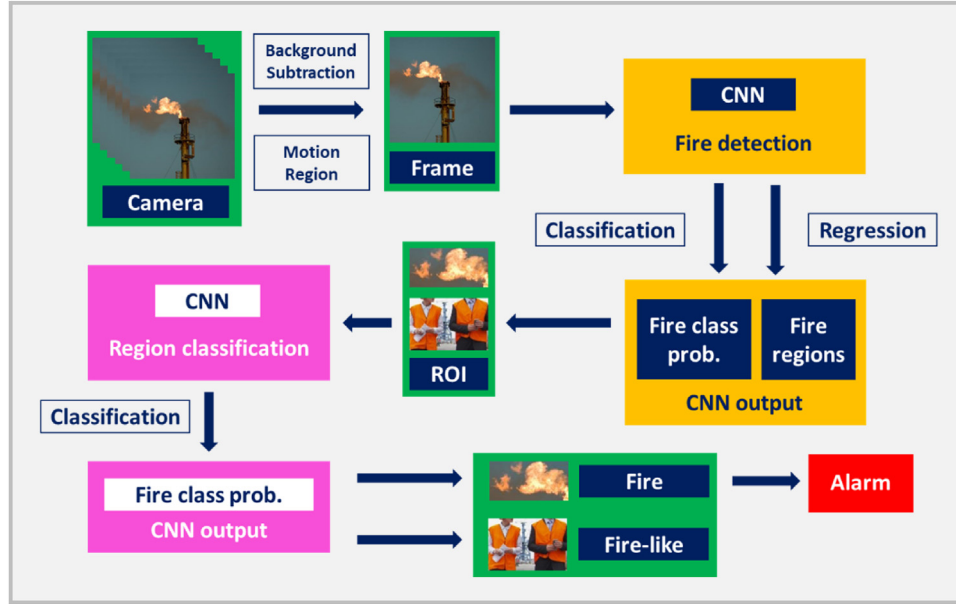 Background
Subtraction
Motion
Region
Camera
Frame
CNN
Fire detection
Classification
Regression
Fire class
prob.
Fire
regions
CNN output
ROI
CNN
Region classification
Classification
Fire class prob.
CNN output
Fire
Fire-like
Alarm